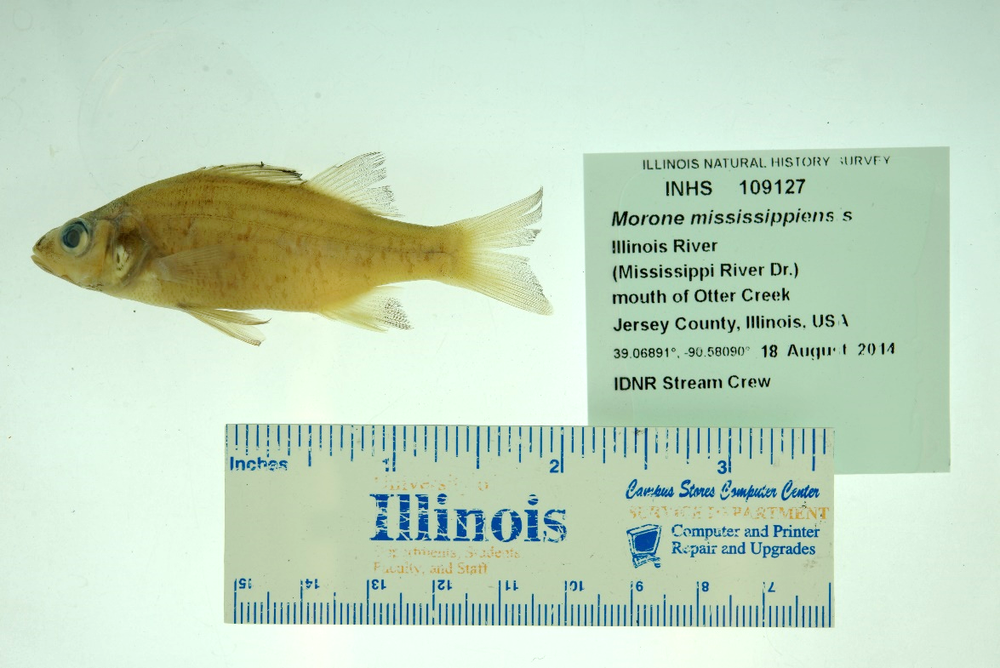 ILLINOIS NATURAL HISTORY SURVEY
INHS 109127
Morone mississippiensis
Illinois River
(Mississippi River Dr.)
mouth of Otter Creek
Jersey County, Illinois, USA
39.06891°, -90.58090° 18 August 2014
IDNR Stream Crew
Inches 1 2 3
University of
Illinois
Departments, Students
Faculty, and Staff
Campus Stores Computer Center
SERVICE DEPARTMENT
Computer and Printer
Repair and Upgrades
15 14 13 12 11 10 9 8 7